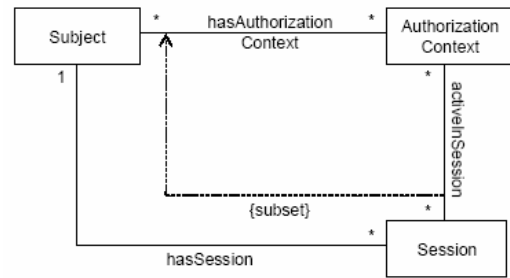 *
hasAuthorization
Context
*
Subject
Authorization
Context
1
*
activeInSession
{subset}
*
*
hasSession
Session